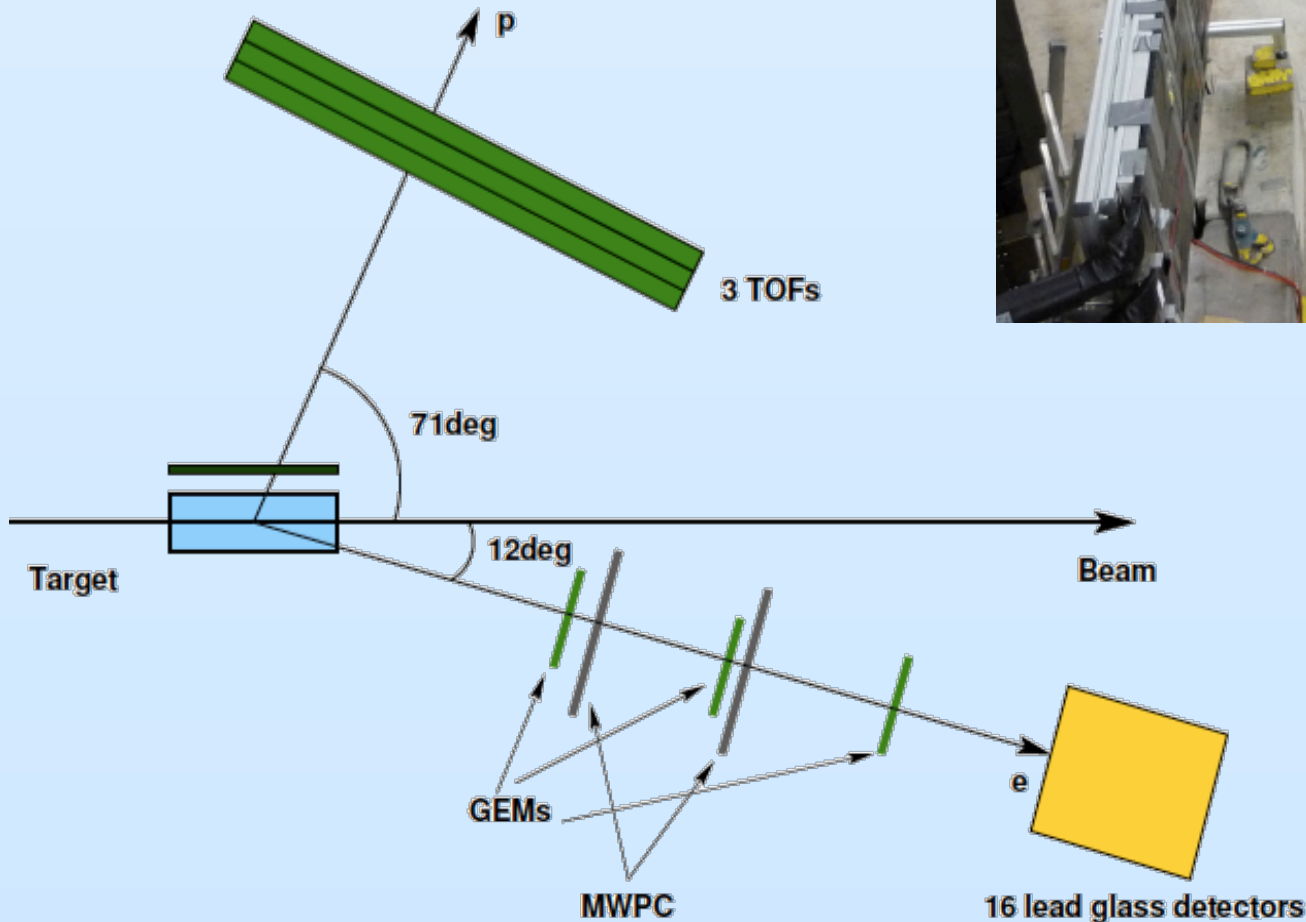 p
3 TOFs
71deg
12deg
Target
Beam
GEMs
e
MWPC
16 lead glass detectors